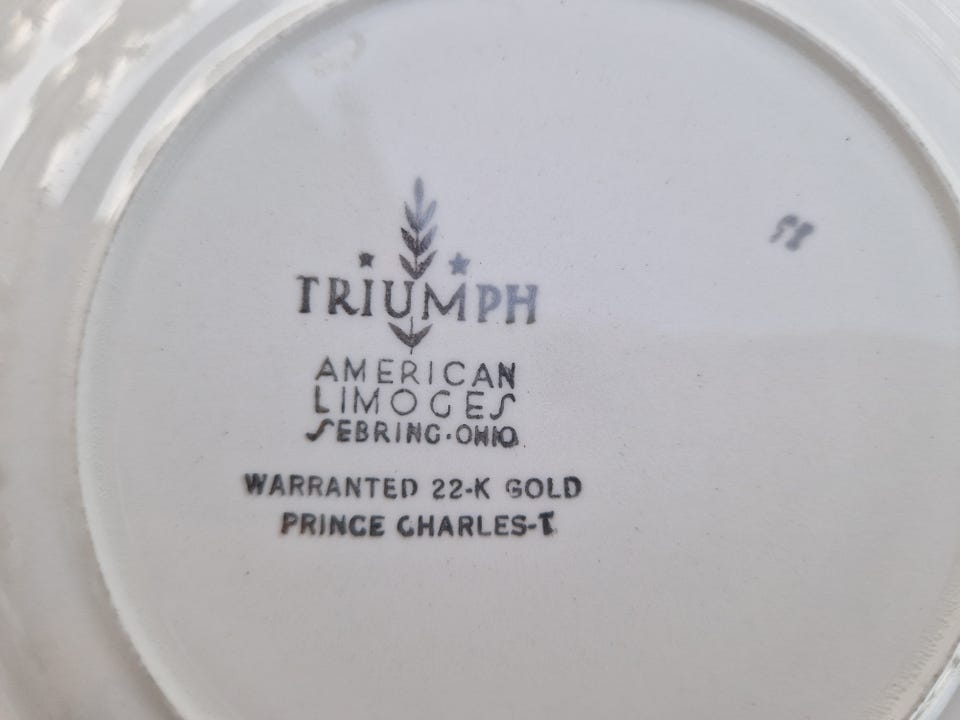 TRIUMPH
AMERICAN
LIMOGES
SEBRING·OHIO
WARRANTED 22-K GOLD
PRINCE CHARLES-T